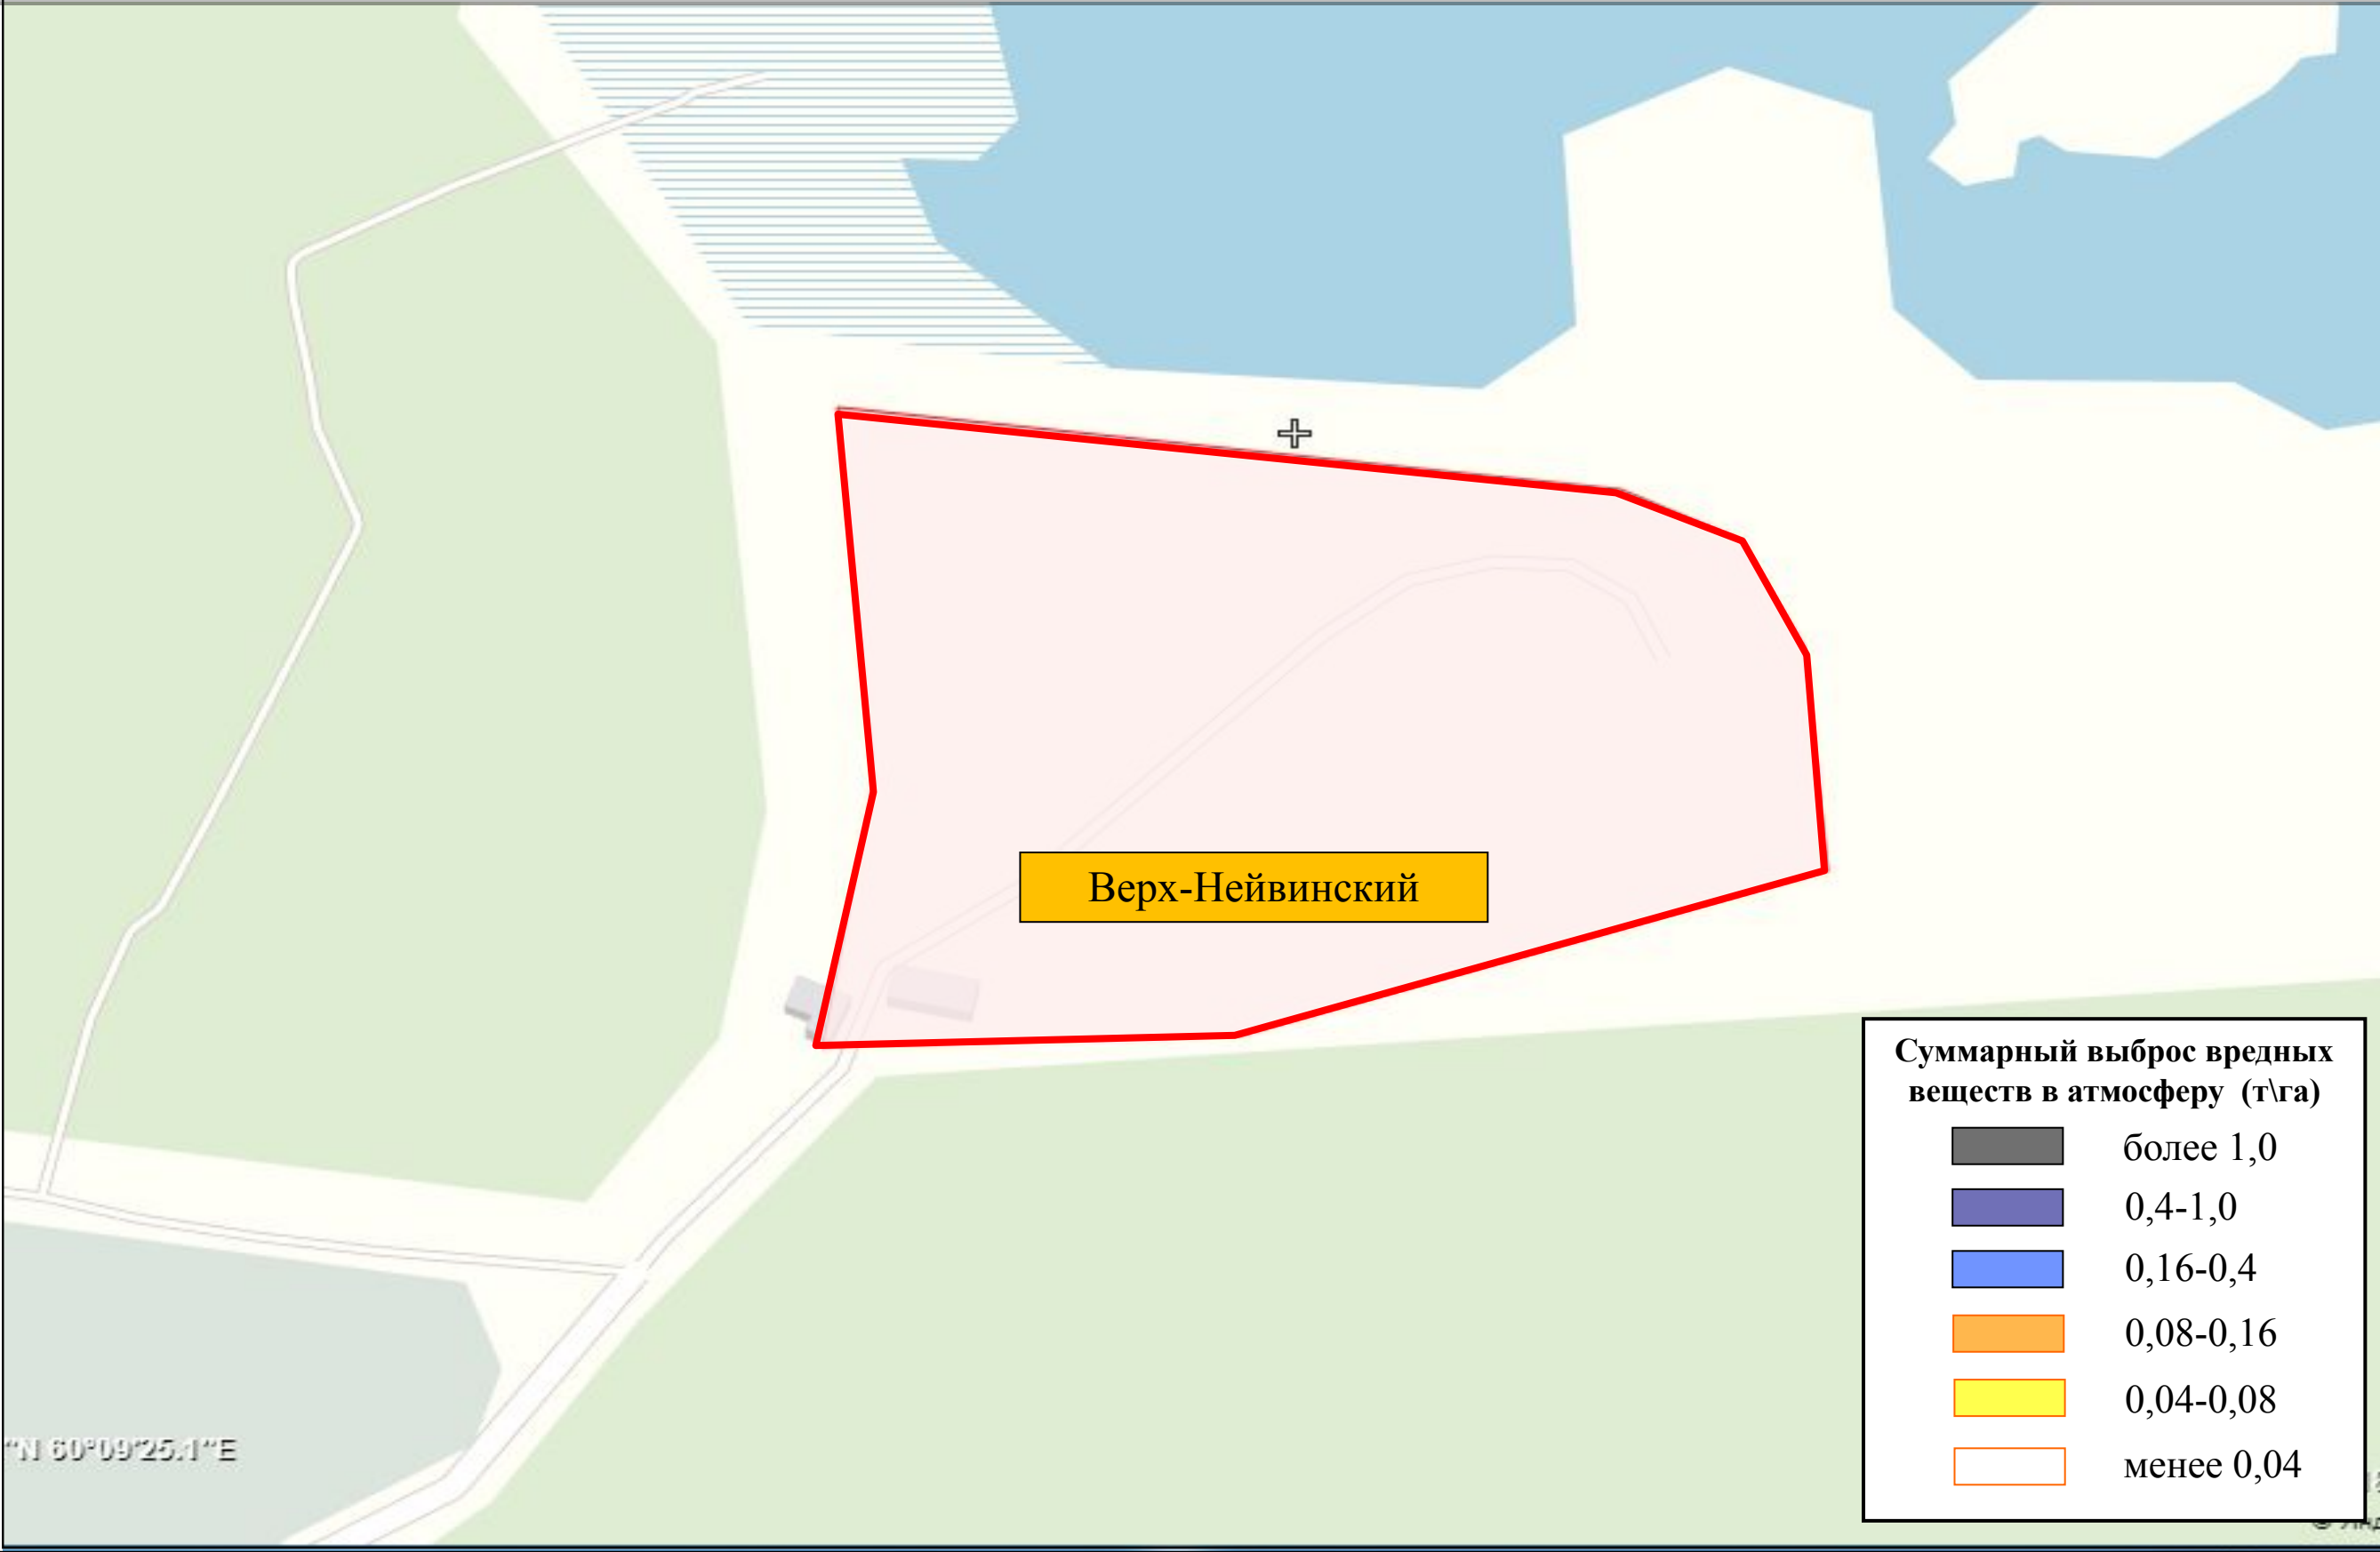 Верх-Нейвинский
Суммарный выброс вредных
веществ в атмосферу (т\га)
более 1,0
0,4-1,0
0,16-0,4
0,08-0,16
0,04-0,08
менее 0,04
"N 60°09'25.1"E